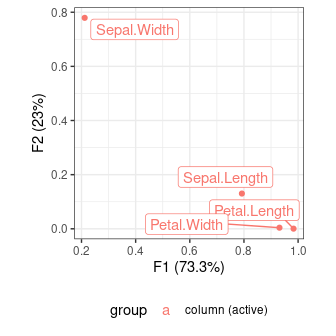 0.8
Sepal.Width
0.6
F2 (23%)
0.4
0.2
Sepal.Length
Petal.Length
Petal.Width
0.0
0.2 0.4 0.6 0.8 1.0
F1 (73.3%)
group a column (active)